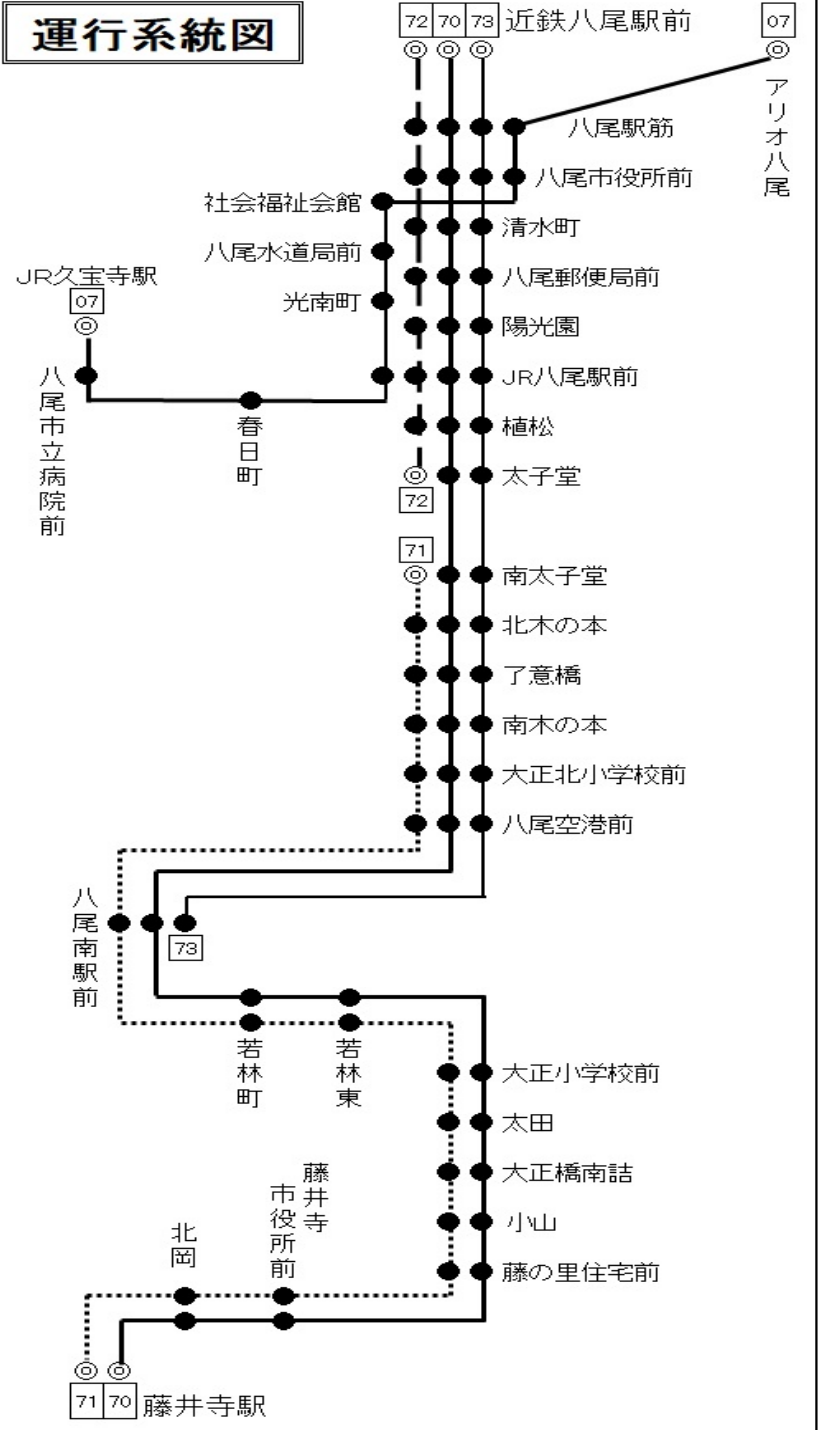 運行系統図
72 70 73 近鉄八尾駅前
07
アリオ八尾
八尾駅筋
八尾市役所前
社会福祉会館
清水町
八尾水道局前
八尾郵便局前
JR久宝寺駅
07
光南町
陽光園
八尾市立病院前
JR八尾駅前
春日町
植松
太子堂
72
71
南太子堂
北木の本
了意橋
南木の本
大正北小学校前
八尾空港前
八尾南駅前
73
若林町
若林東
大正小学校前
太田
大正橋南詰
藤井寺
市役所前
北岡
小山
藤の里住宅前
71 70 藤井寺駅